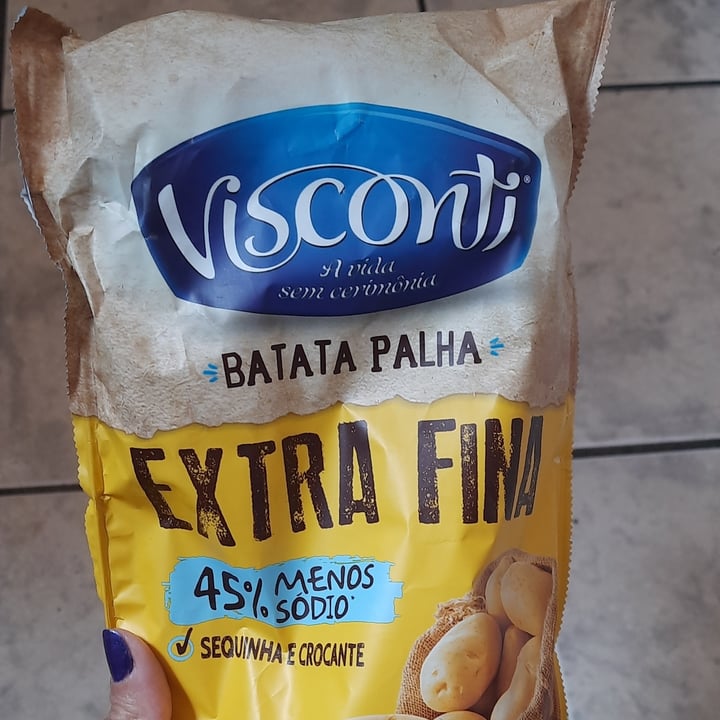 Visconti®
A vida
sem cerimônia
BATATA PALHA
EXTRA FINA
45% MENOS
SÓDIO*
SEQUINHA E CROCANTE